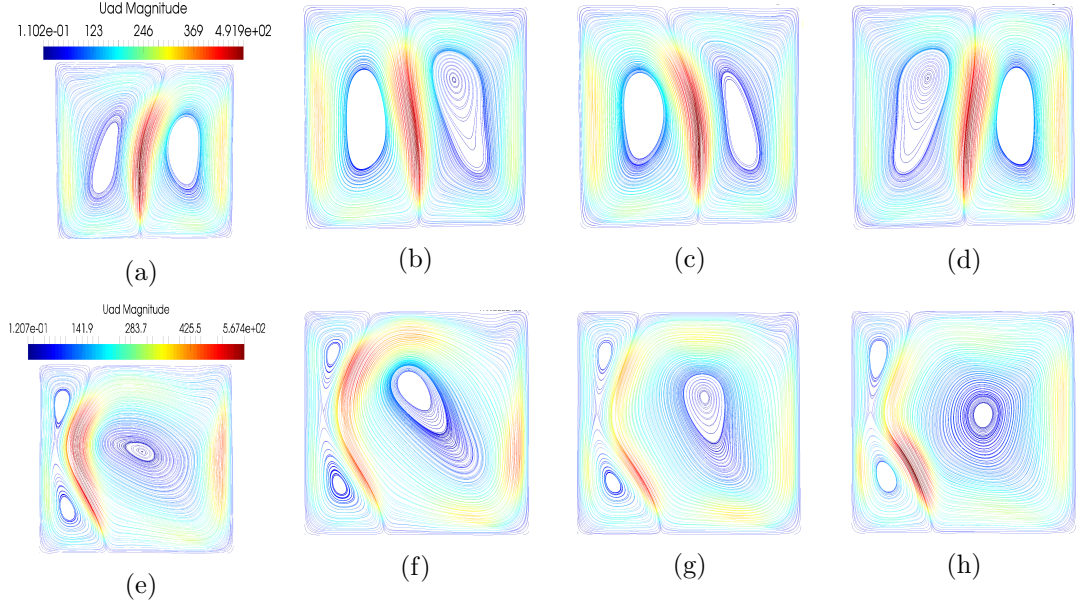 Uad Magnitude
1.102e-01 123 246 369 4.919e+02
(a) (b) (c) (d)
Uad Magnitude
1.207e-01 141.9 283.7 425.5 5.674e+02
(e) (f) (g) (h)